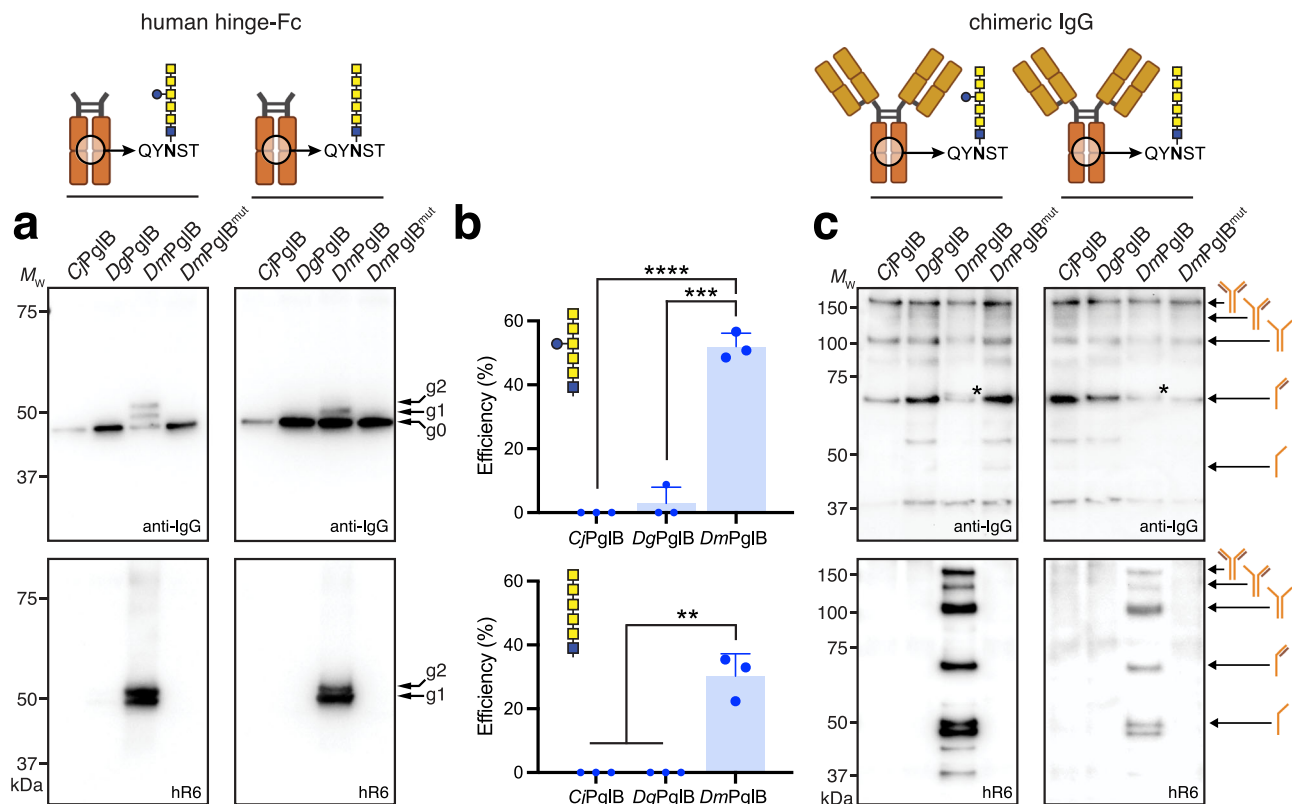 human hinge-Fc
chimeric IgG
QYNST
QYNST
QYNST
QYNST
a
CjPglB
DgPglB
DmPglB
DmPglBmut
CjPglB
DgPglB
DmPglB
DmPglBmut
Mw
75
50
37
anti-IgG
anti-IgG
g2
g1
g0
75
50
37
kDa
hR6
hR6
g2
g1
b
****
***
Efficiency (%)
60
40
20
0
CjPglB DgPglB DmPglB
**
Efficiency (%)
60
40
20
0
CjPglB DgPglB DmPglB
c
CjPglB
DgPglB
DmPglB
DmPglBmut
CjPglB
DgPglB
DmPglB
DmPglBmut
Mw
150
100
75
50
37
*
*
anti-IgG
anti-IgG
150
100
75
50
37
kDa
hR6
hR6